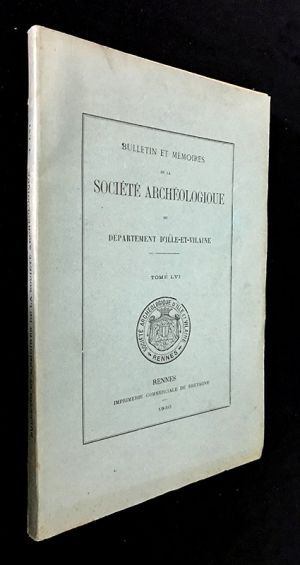 BULLETIN ET MÉMOIRES
DE LA
SOCIÉTÉ ARCHÉOLOGIQUE
DU
DÉPARTEMENT D'ILLE-ET-VILAINE
TOME LVI
SOCIÉTÉ ARCHÉOLOGIQUE D'ILLE ET VILAINE
RENNES
RENNES
IMPRIMERIE COMMERCIALE DE BRETAGNE